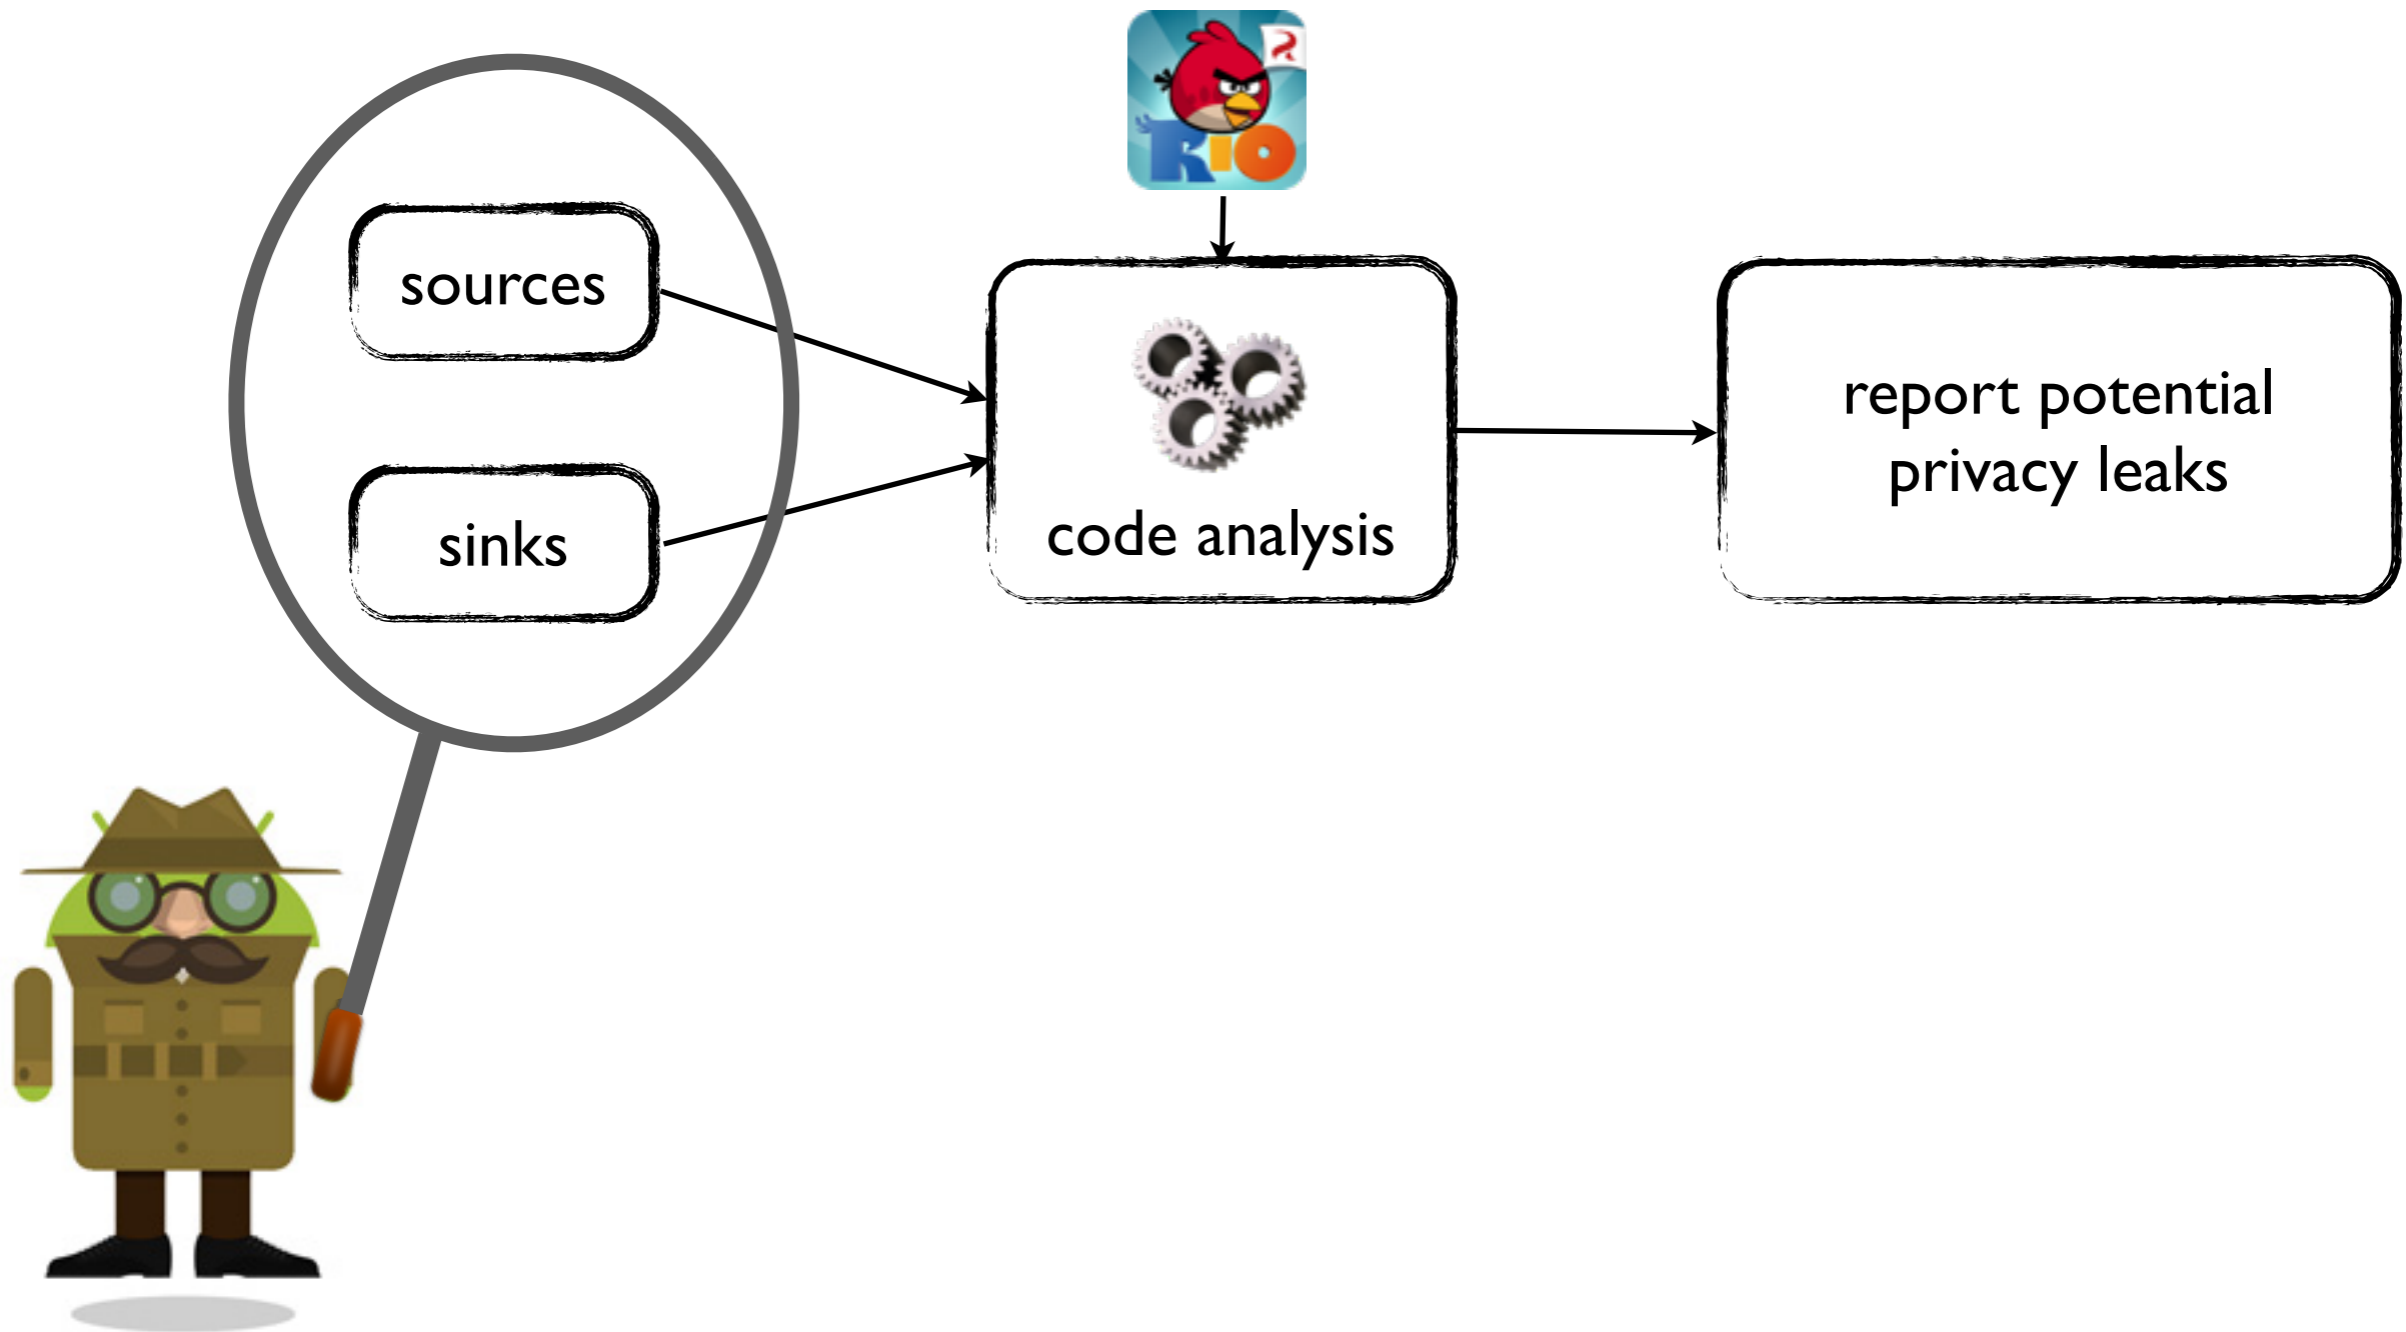 RIO
sources
sinks
code analysis
report potential
privacy leaks